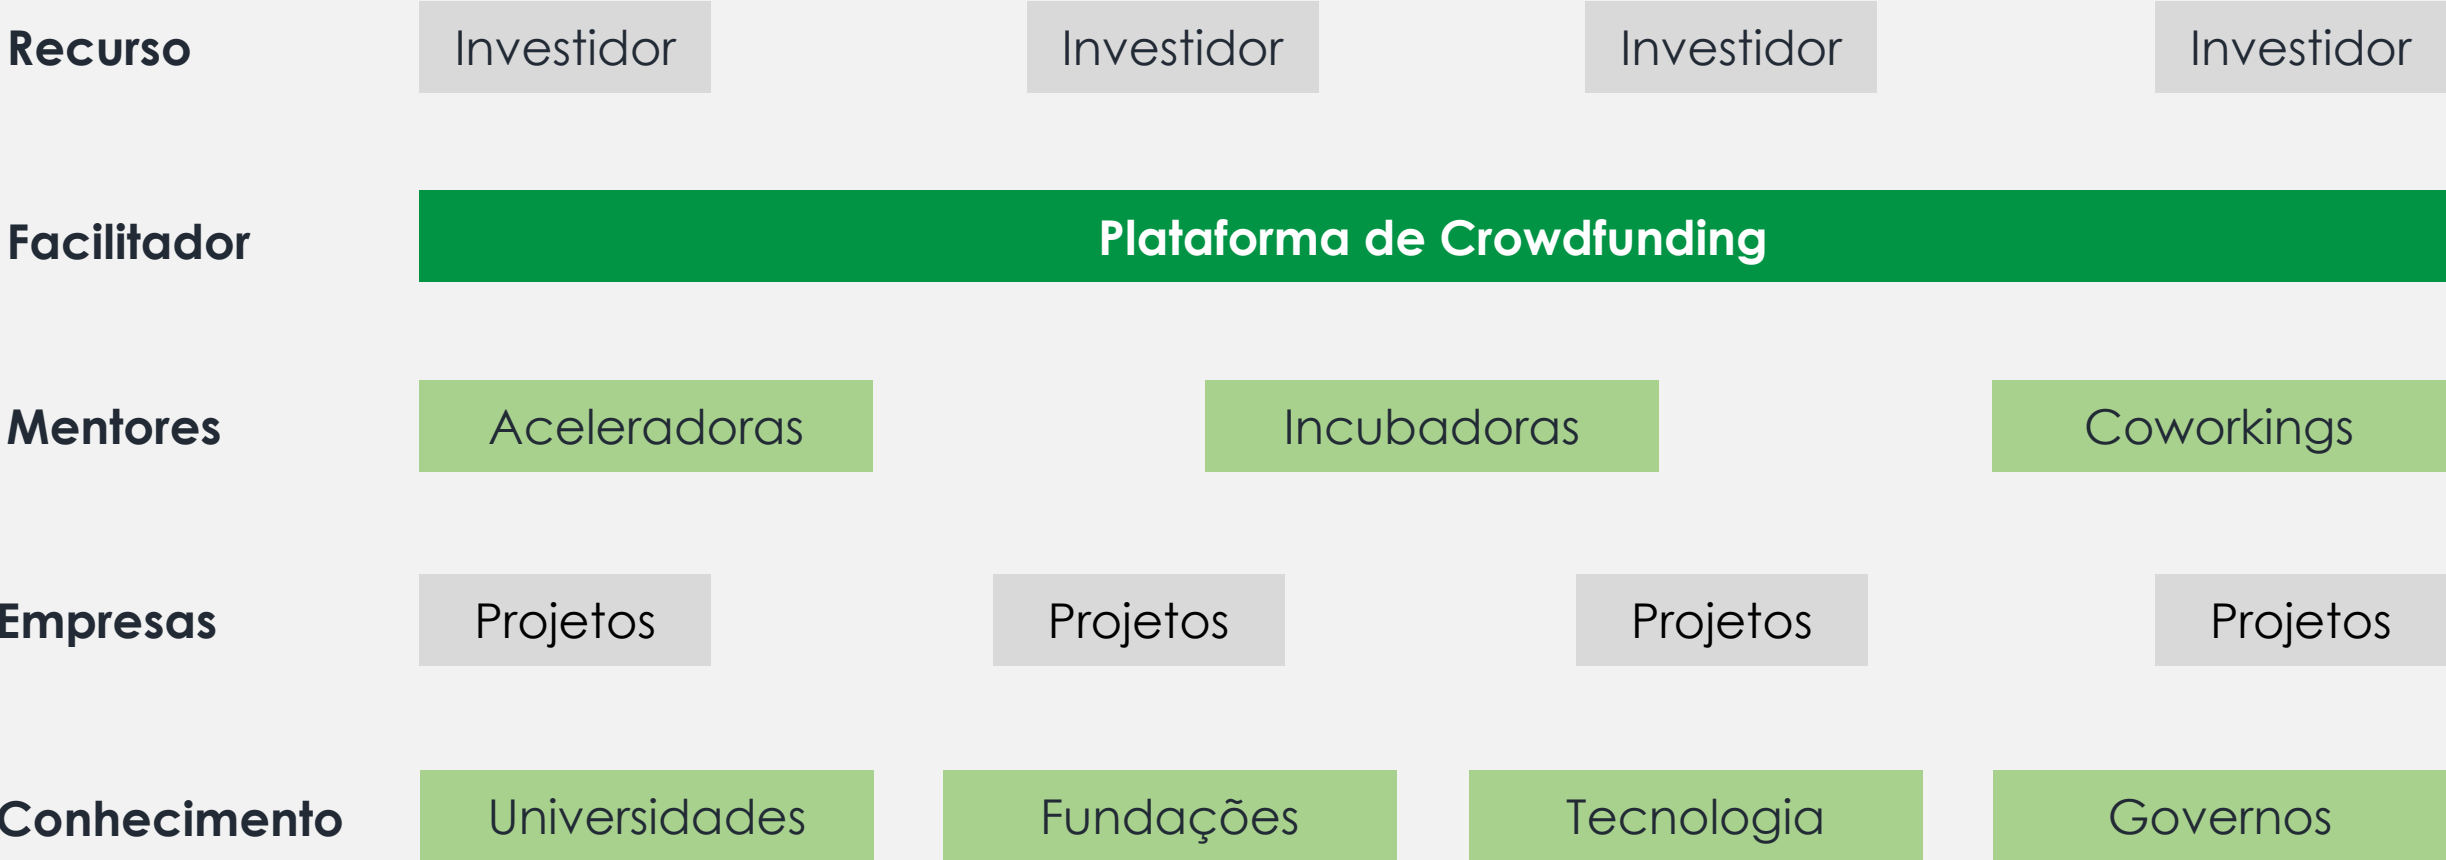 Recurso Investidor Investidor Investidor Investidor
Facilitador Plataforma de Crowdfunding
Mentores Aceleradoras Incubadoras Coworkings
Empresas Projetos Projetos Projetos Projetos
Conhecimento Universidades Fundações Tecnologia Governos